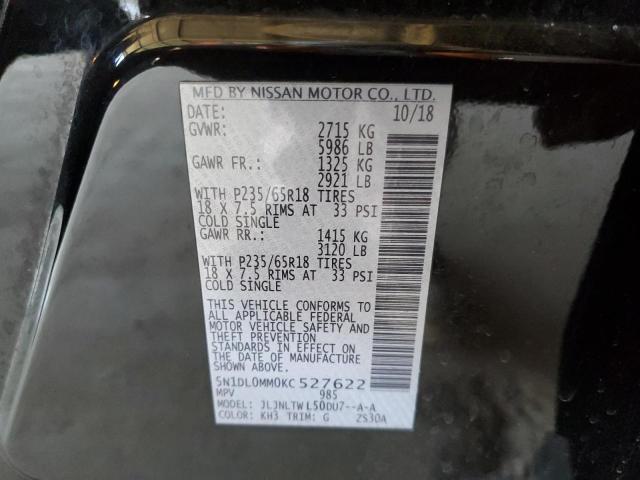 MFD BY NISSAN MOTOR CO., LTD.
DATE: 10/18
GVWR: 2715 KG
5986 LB
GAWR FR.: 1325 KG
2921 LB
WITH P235/65R18 TIRES
18 X 7.5 RIMS AT 33 PSI
COLD SINGLE
GAWR RR.: 1415 KG
3120 LB
WITH P235/65R18 TIRES
18 X 7.5 RIMS AT 33 PSI
COLD SINGLE
THIS VEHICLE CONFORMS TO
ALL APPLICABLE FEDERAL
MOTOR VEHICLE SAFETY AND
THEFT PREVENTION
STANDARDS IN EFFECT ON
THE DATE OF MANUFACTURE
SHOWN ABOVE.
5N1DL0MM0KC527622
MPV 985
MODEL: JLJNLTWL50DU7--A-A
COLOR: KH3 TRIM: G ZS30A